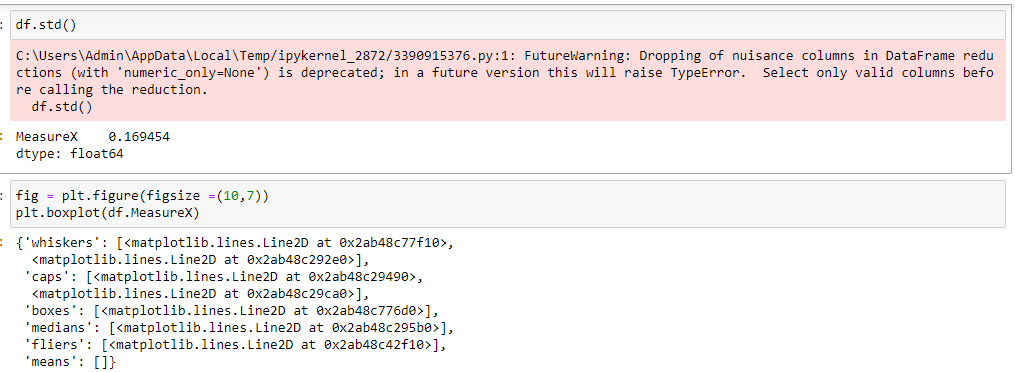 df.std()
C:\Users\Admin\AppData\Local\Temp/ipykernel_2872/3390915376.py:1: FutureWarning: Dropping of nuisance columns in DataFrame redu
ctions (with 'numeric_only=None') is deprecated; in a future version this will raise TypeError.  Select only valid columns befo
re calling the reduction.
  df.std()
: MeasureX    0.169454
dtype: float64
: fig = plt.figure(figsize =(10,7))
plt.boxplot(df.MeasureX)
: {'whiskers': [<matplotlib.lines.Line2D at 0x2ab48c77f10>,
  <matplotlib.lines.Line2D at 0x2ab48c292e0>],
 'caps': [<matplotlib.lines.Line2D at 0x2ab48c29490>,
  <matplotlib.lines.Line2D at 0x2ab48c29ca0>],
 'boxes': [<matplotlib.lines.Line2D at 0x2ab48c776d0>],
 'medians': [<matplotlib.lines.Line2D at 0x2ab48c295b0>],
 'fliers': [<matplotlib.lines.Line2D at 0x2ab48c42f10>],
 'means': []}